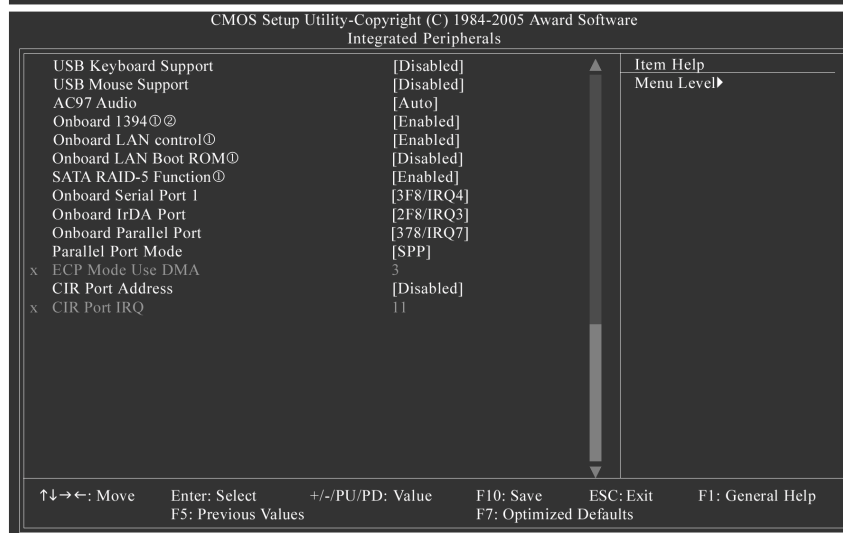 CMOS Setup Utility-Copyright (C) 1984-2005 Award Software
Integrated Peripherals
USB Keyboard Support [Disabled]
USB Mouse Support [Disabled]
AC97 Audio [Auto]
Onboard 1394①② [Enabled]
Onboard LAN control① [Enabled]
Onboard LAN Boot ROM① [Disabled]
SATA RAID-5 Function① [Enabled]
Onboard Serial Port 1 [3F8/IRQ4]
Onboard IrDA Port [2F8/IRQ3]
Onboard Parallel Port [378/IRQ7]
Parallel Port Mode [SPP]
x ECP Mode Use DMA 3
CIR Port Address [Disabled]
x CIR Port IRQ 11
Item Help
Menu Level▶
↑↓→←: Move Enter: Select +/-/PU/PD: Value F10: Save ESC: Exit F1: General Help
F5: Previous Values F7: Optimized Defaults